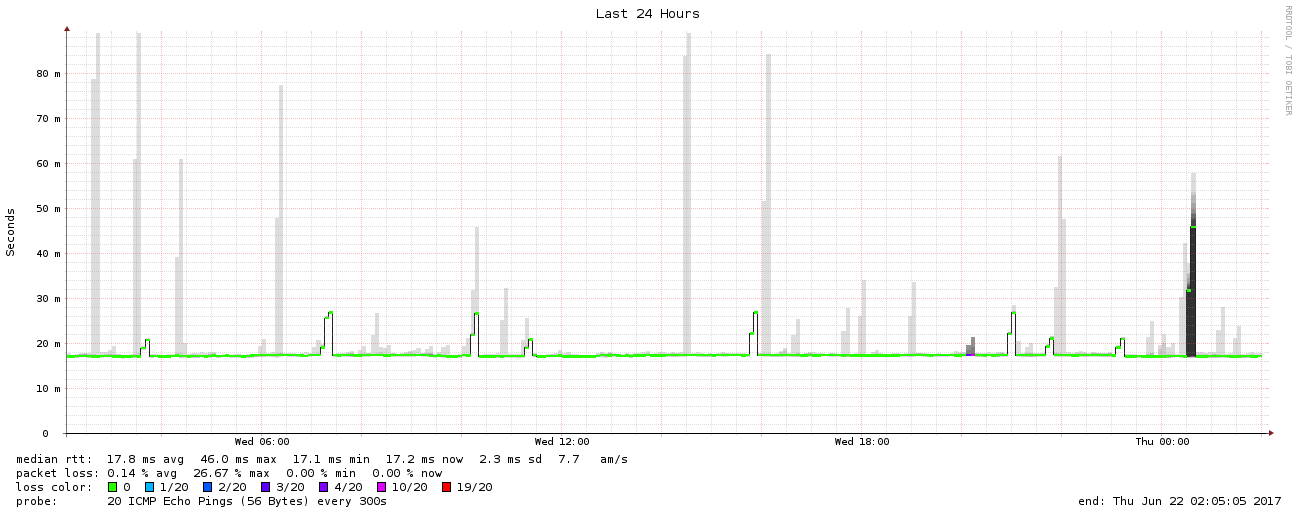 Last 24 Hours
RRDTOOL / TOBI OETIKER
Seconds
80 m
70 m
60 m
50 m
40 m
30 m
20 m
10 m
0
Wed 06:00 Wed 12:00 Wed 18:00 Thu 00:00
median rtt: 17.8 ms avg 46.0 ms max 17.1 ms min 17.2 ms now 2.3 ms sd 7.7 am/s
packet loss: 0.14 % avg 26.67 % max 0.00 % min 0.00 % now
loss color: 0 1/20 2/20 3/20 4/20 10/20 19/20
probe: 20 ICMP Echo Pings (56 Bytes) every 300s end: Thu Jun 22 02:05:05 2017